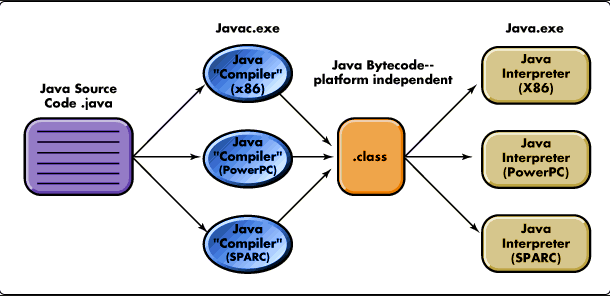 Java Source
Code .java
Javac.exe
Java
"Compiler"
(x86)
Java
"Compiler"
(PowerPC)
Java
"Compiler"
(SPARC)
Java Bytecode--
platform independent
.class
Java.exe
Java
Interpreter
(X86)
Java
Interpreter
(PowerPC)
Java
Interpreter
(SPARC)